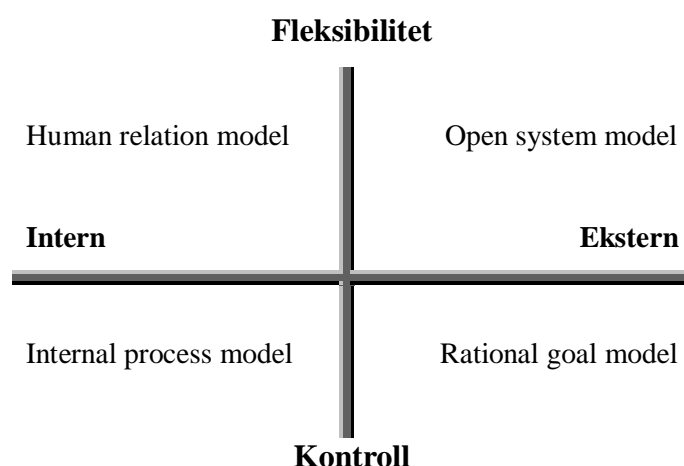 Fleksibilitet
Human relation model
Open system model
Intern
Ekstern
Internal process model
Rational goal model
Kontroll